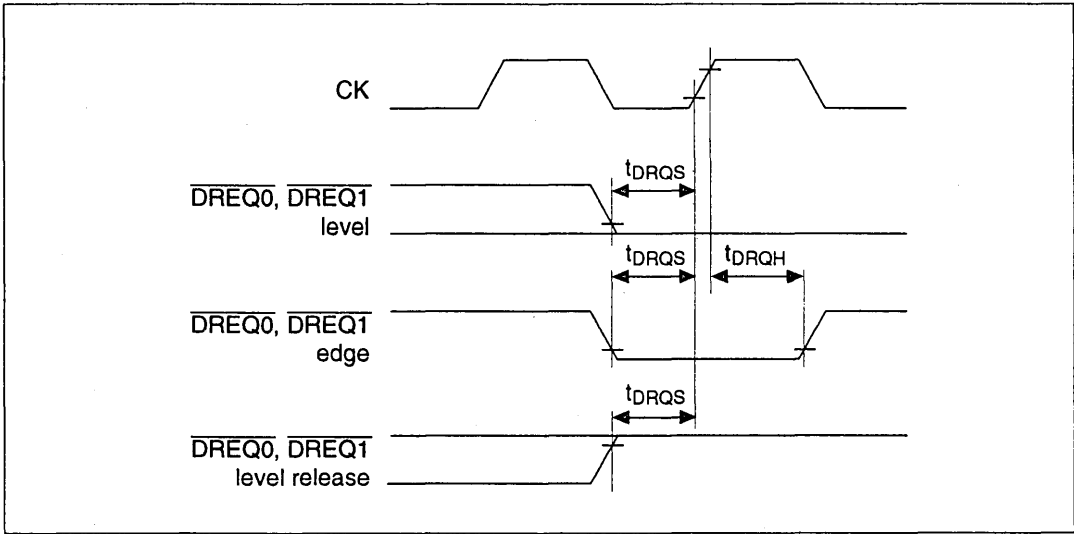 CK
tDRQS
DREQ0, DREQ1
level
tDRQS
tDRQH
DREQ0, DREQ1
edge
tDRQS
DREQ0, DREQ1
level release